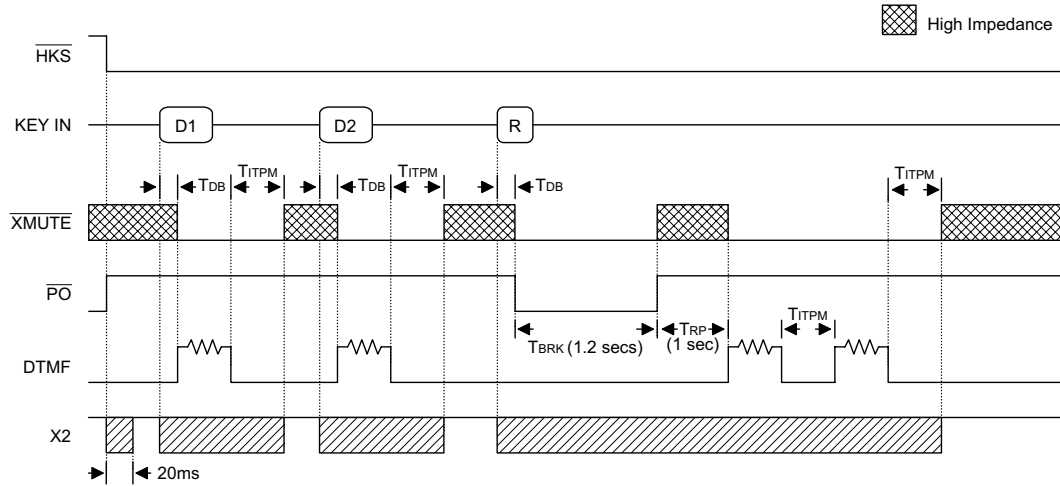 High Impedance
HKS
KEY IN D1 D2 R
TDB TITPM TDB TITPM TDB TITPM
XMUTE
PO
TBRK (1.2 secs) TRP (1 sec) TITPM
DTMF
X2
20ms